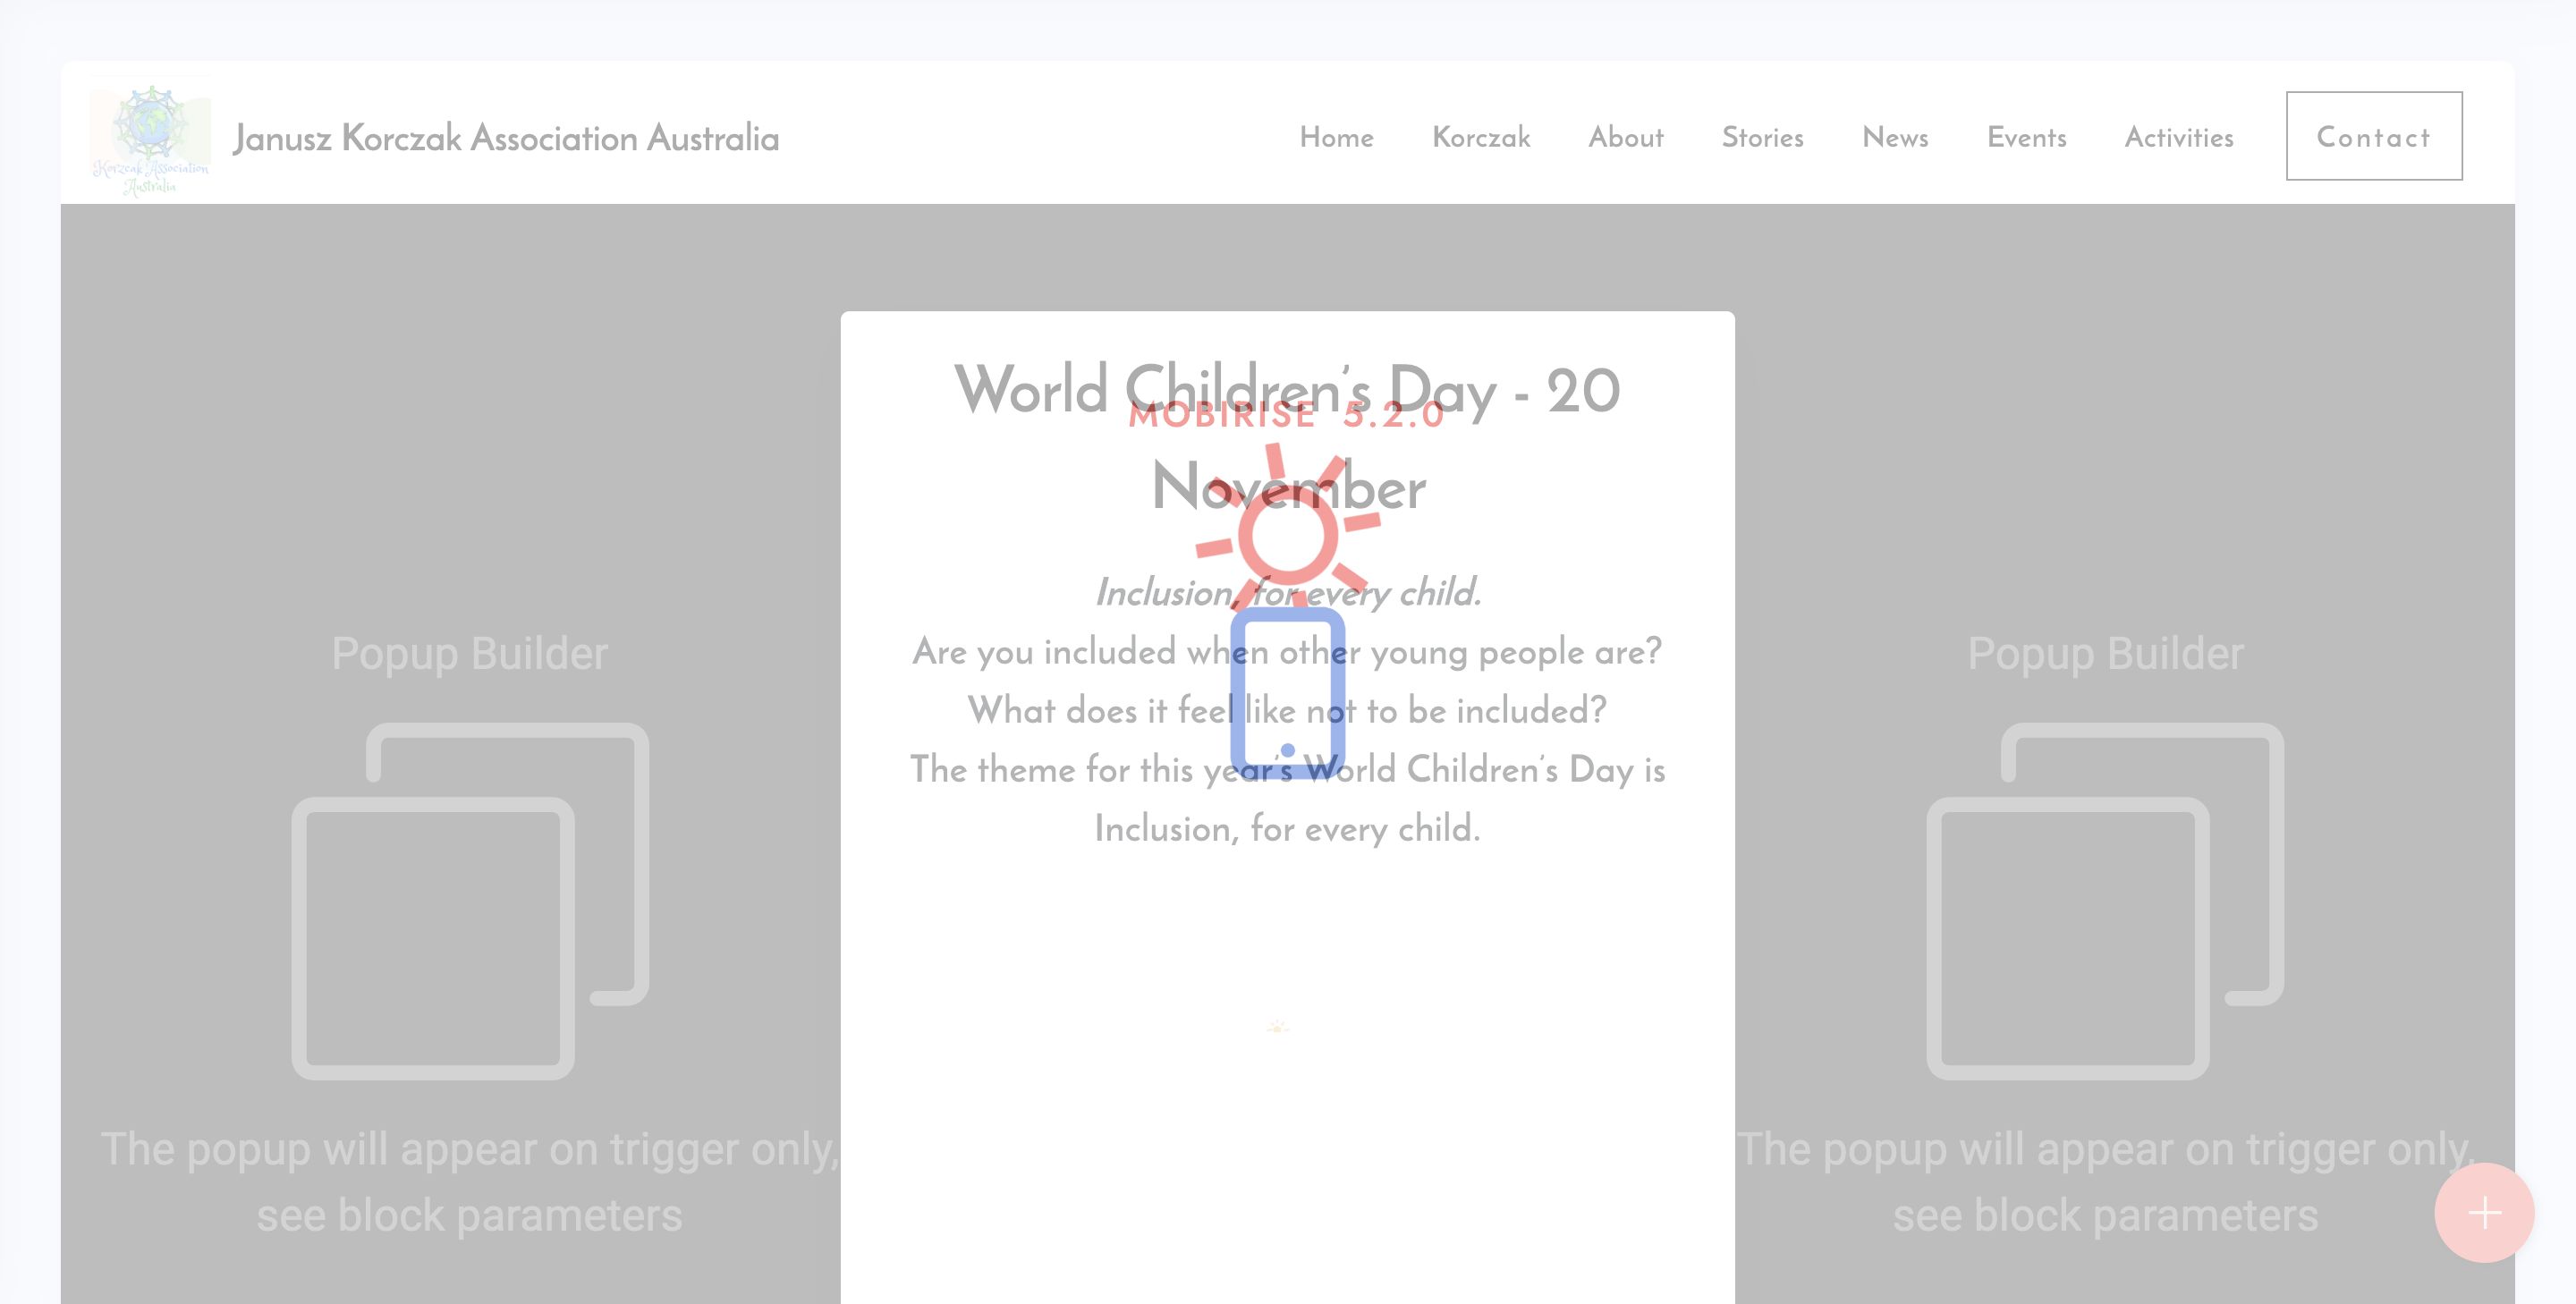 Korczak Association
Australia
Janusz Korczak Association Australia
Home Korczak About Stories News Events Activities Contact
World Children's Day - 20
November
MOBIRISE 5.2.0
Inclusion, for every child.
Are you included when other young people are?
What does it feel like not to be included?
The theme for this year's World Children's Day is
Inclusion, for every child.
Popup Builder
The popup will appear on trigger only,
see block parameters
Popup Builder
The popup will appear on trigger only,
see block parameters